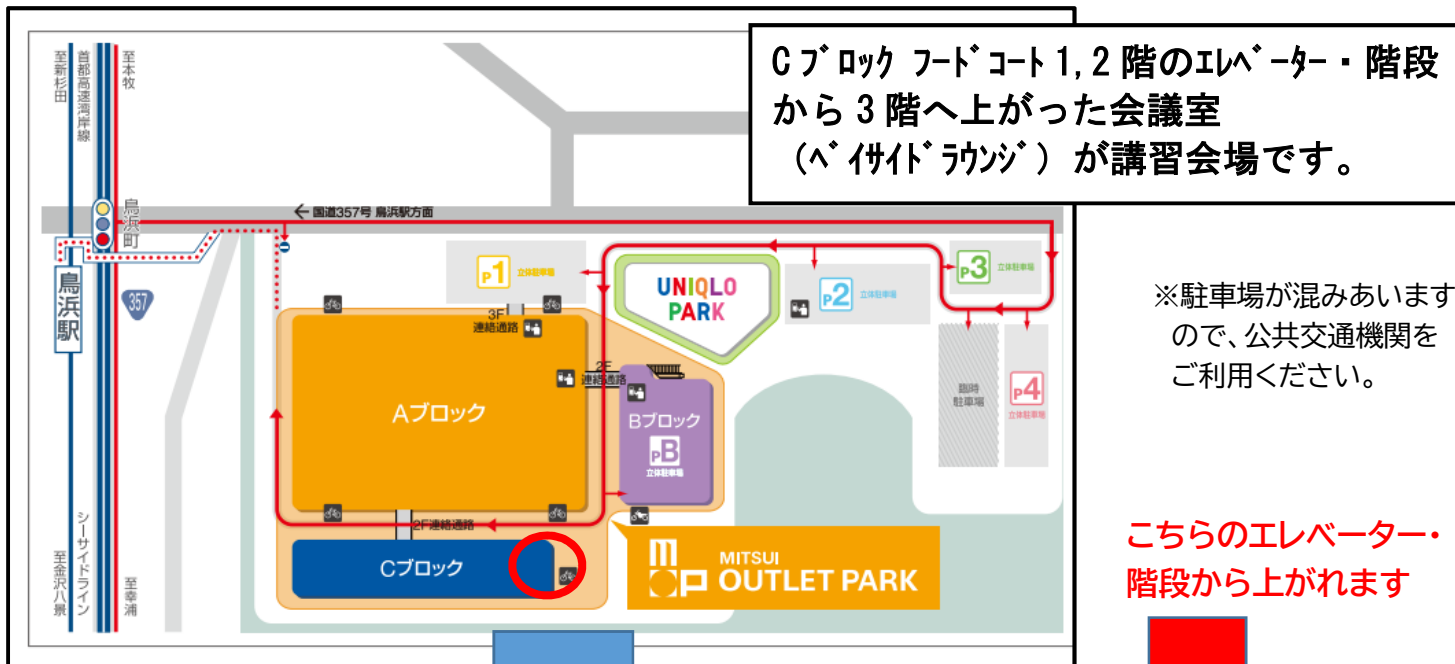 Cブロック フードコート1,2階のエレベーター・階段
から3階へ上がった会議室
（ベイサイドラウンジ）が講習会場です。
至新杉田
首都高速湾岸線
至本牧
←国道357号 鳥浜駅方面
鳥浜町
鳥浜駅
357
P1 立体駐車場
UNIQLO
PARK
P2 立体駐車場
P3 立体駐車場
3F
連絡通路
2F
連絡通路
Aブロック
Bブロック
PB
立体駐車場
臨時
駐車場
P4
立体駐車場
2F連絡通路
Cブロック
MITSUI
OUTLET PARK
至金沢八景
シーサイドライン
至幸浦
※駐車場が混みあいます
ので、公共交通機関を
ご利用ください。
こちらのエレベーター・
階段から上がれます